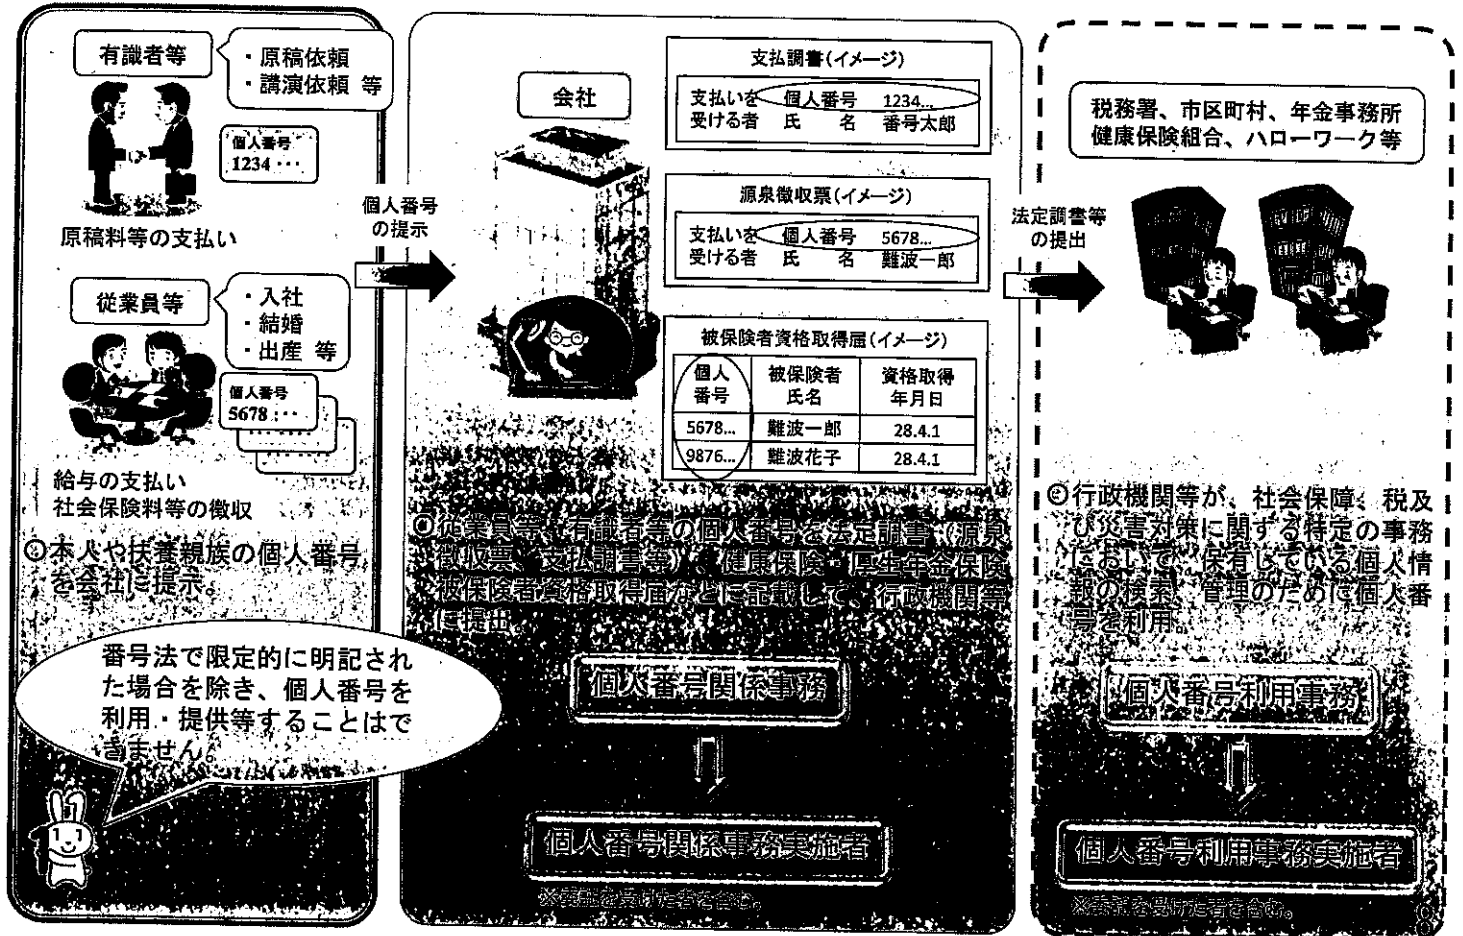 有識者等
・原稿依頼
・講演依頼 等
個人番号
1234・・・
原稿料等の支払い
従業員等
・入社
・結婚
・出産 等
個人番号
5678・・・
給与の支払い
社会保険料等の徴収
◎本人や扶養親族の個人番号
を会社に提示。
番号法で限定的に明記され
た場合を除き、個人番号を
利用・提供等することはで
きません。
個人番号
の提示
会社
支払調書(イメージ)
支払いを 個人番号 1234...
受ける者 氏 名 番号太郎
源泉徴収票(イメージ)
支払いを 個人番号 5678...
受ける者 氏 名 難波一郎
被保険者資格取得届(イメージ)
個人 被保険者 資格取得
番号 氏名 年月日
5678... 難波一郎 28.4.1
9876... 難波花子 28.4.1
◎従業員等や有識者等の個人番号を法定調書(源泉
徴収票、支払調書等)、健康保険・厚生年金保険
被保険者資格取得届などに記載して、行政機関等
に提出。
個人番号関係事務
個人番号関係事務実施者
※委託を受けた者を含む。
法定調書等
の提出
税務署、市区町村、年金事務所
健康保険組合、ハローワーク等
◎行政機関等が、社会保障、税及
び災害対策に関する特定の事務
において、保有している個人情
報の検索、管理のために個人番
号を利用。
個人番号利用事務
個人番号利用事務実施者
※委託を受けた者を含む。